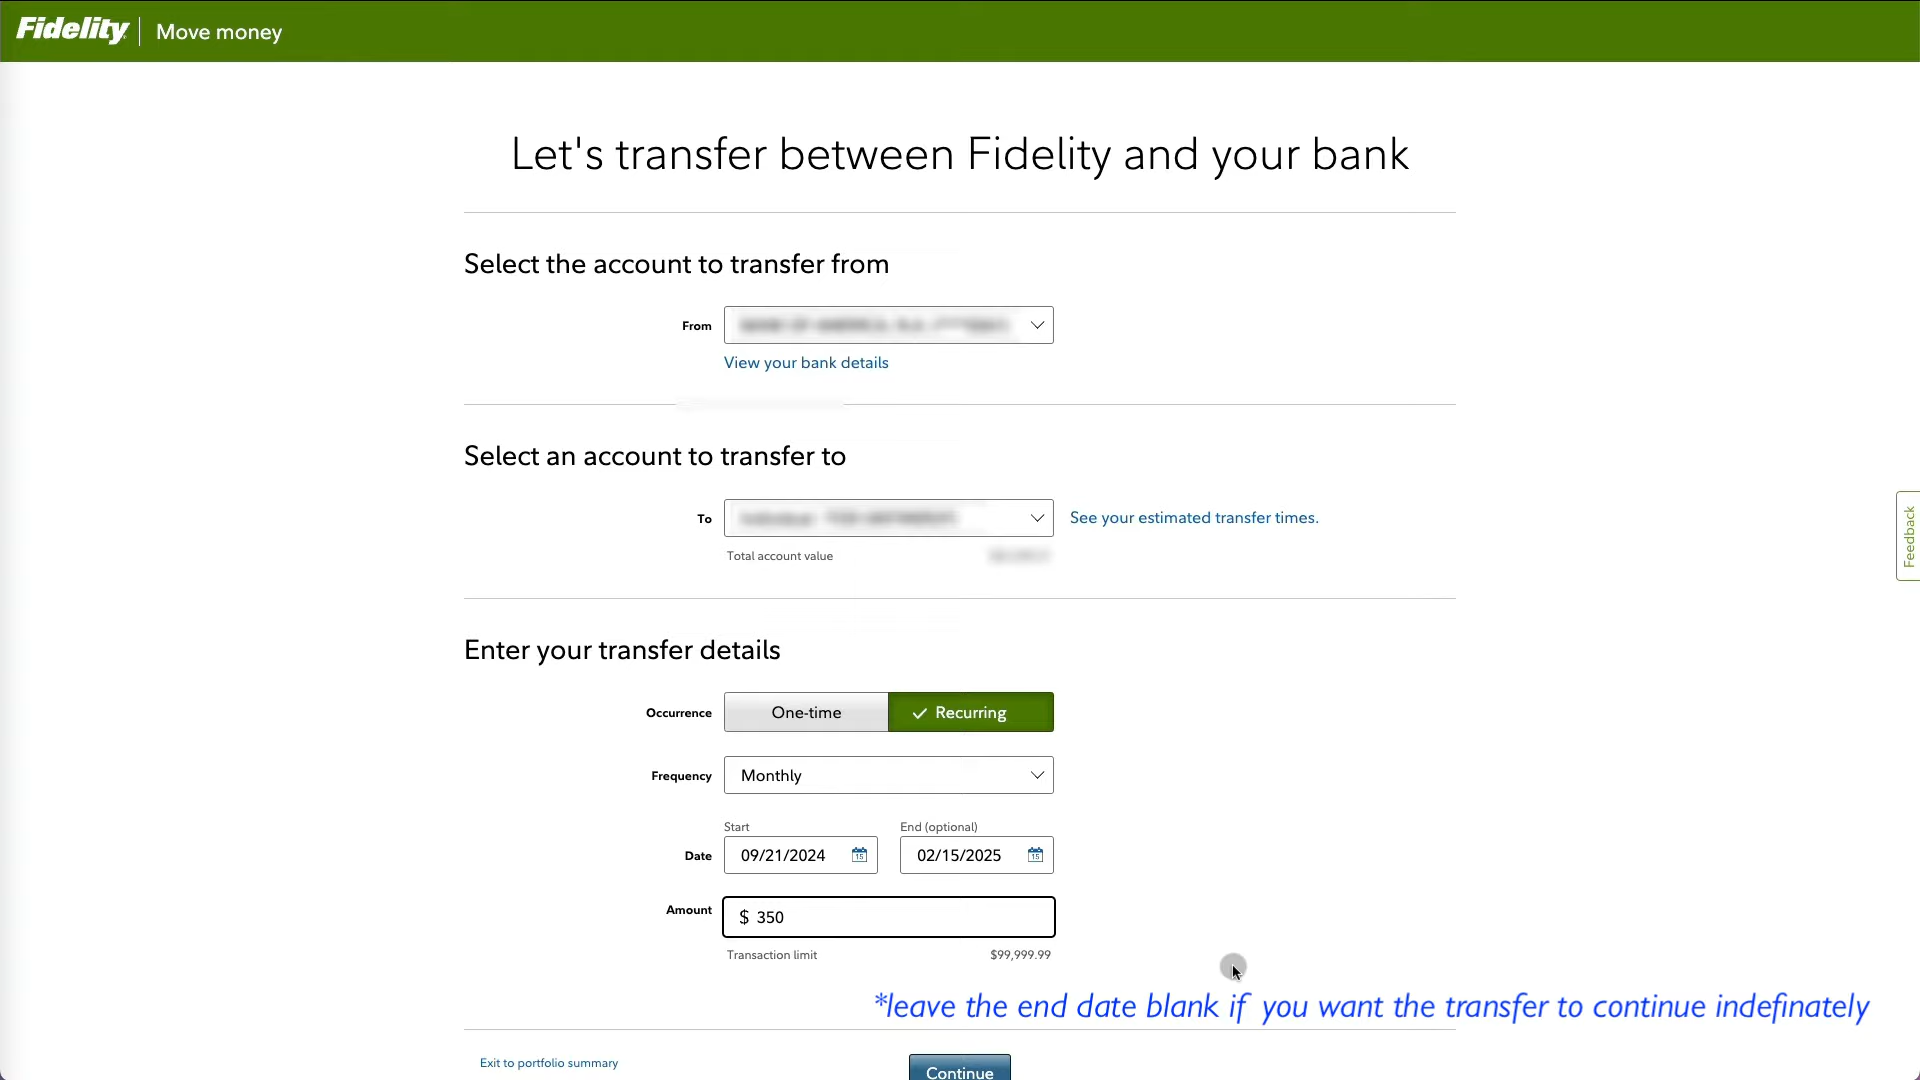 Fidelity Move money
Let's transfer between Fidelity and your bank
Select the account to transfer from
From
View your bank details
Select an account to transfer to
To
See your estimated transfer times.
Total account value
Enter your transfer details
Occurrence One-time Recurring
Frequency Monthly
Start End (optional)
Date 09/21/2024 15 02/15/2025 15
Amount $ 350
Transaction limit $99,999.99
*leave the end date blank if you want the transfer to continue indefinately
Exit to portfolio summary
Continue
Feedback